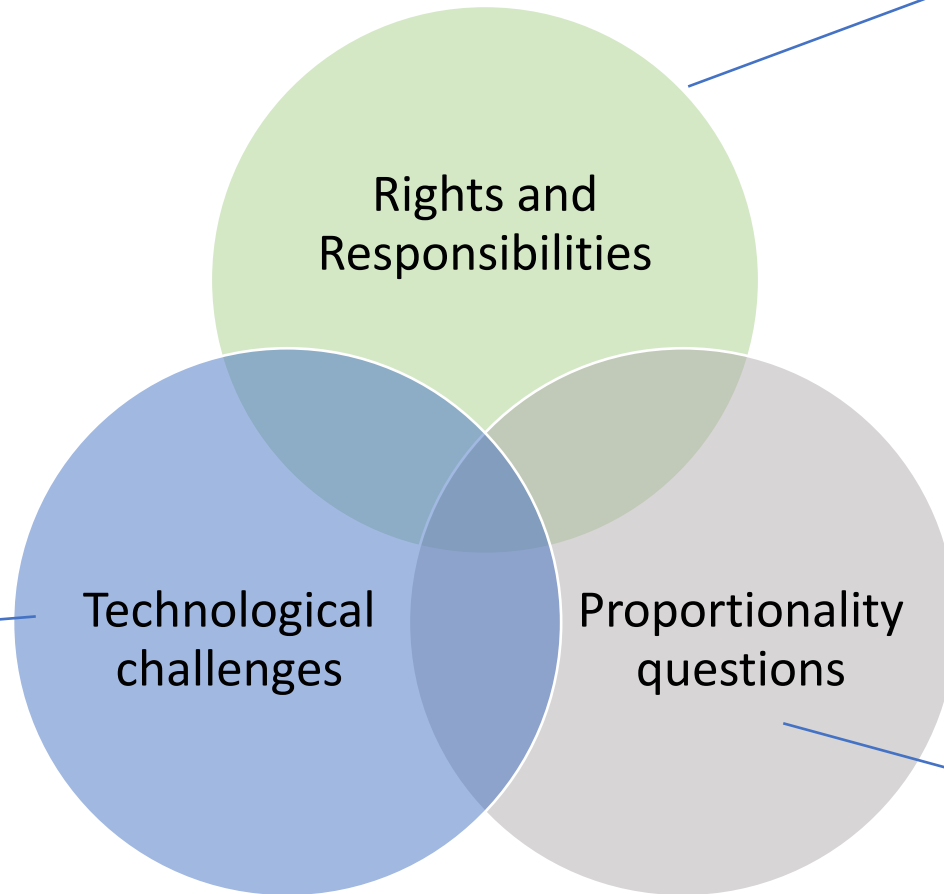 Rights and
Responsibilities
Technological
challenges
Proportionality
questions